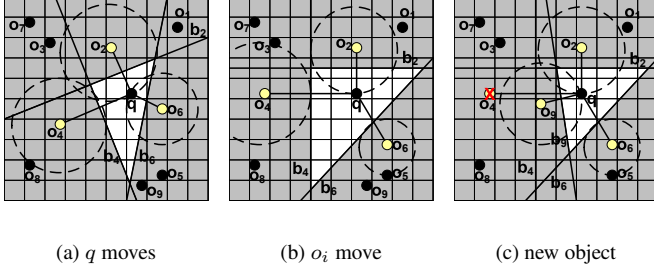 o7 o3 o2 o1 b2 q o6 o4 b4 b6 o8 o5 o9
o3 o2 o1 b2 o4 q o6 b4 b6 o8 o5 o9
o7 o3 o2 o1 b2 o4 o9 q b9 o6 b4 b6 o8 o5
(a) q moves
(b) oi move
(c) new object